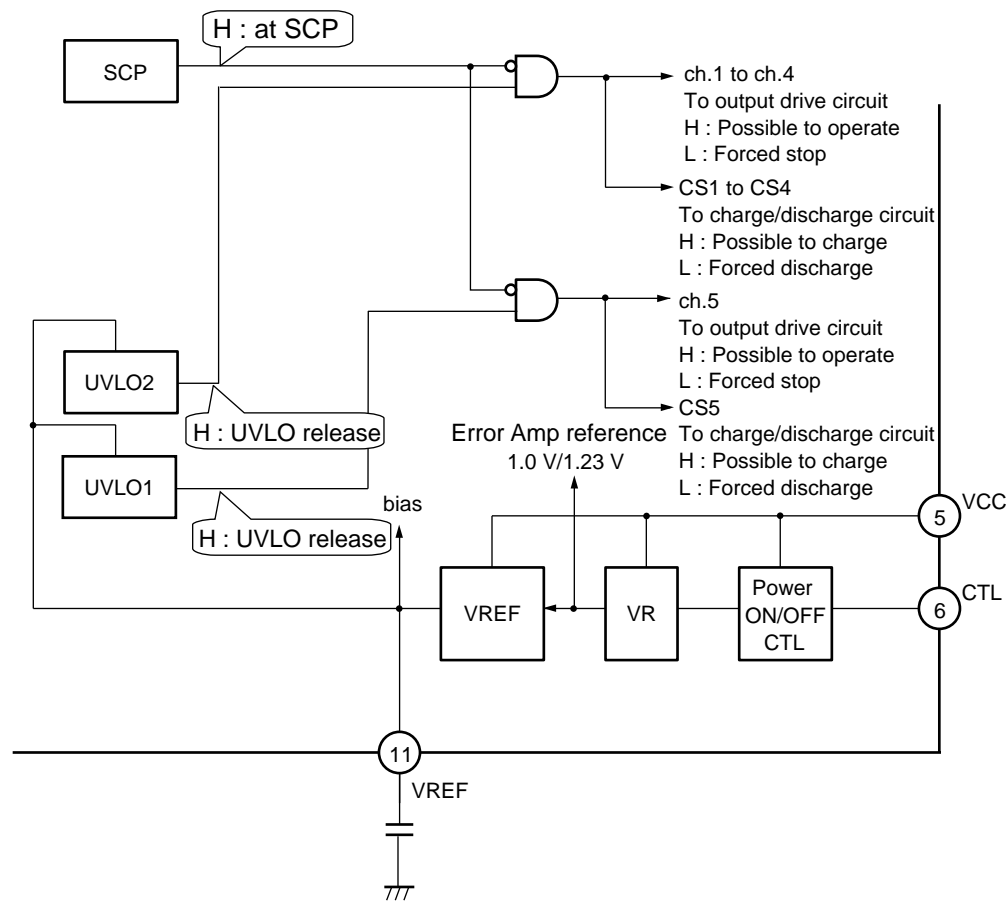 H : at SCP
SCP
ch.1 to ch.4
To output drive circuit
H : Possible to operate
L : Forced stop
CS1 to CS4
To charge/discharge circuit
H : Possible to charge
L : Forced discharge
ch.5
To output drive circuit
H : Possible to operate
L : Forced stop
CS5
To charge/discharge circuit
H : Possible to charge
L : Forced discharge
UVLO2
H : UVLO release
UVLO1
H : UVLO release
Error Amp reference
1.0 V/1.23 V
bias
VREF
VR
Power
ON/OFF
CTL
5
VCC
6
CTL
11
VREF